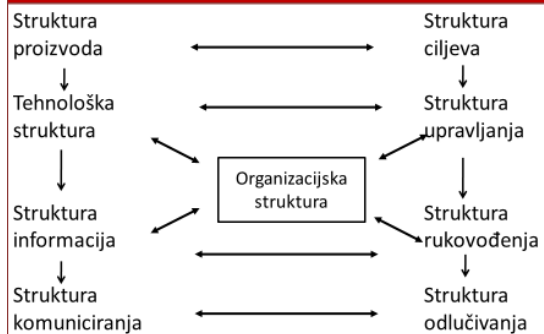 Struktura
proizvoda
Struktura
ciljeva
Tehnološka
struktura
Struktura
upravljanja
Organizacijska
struktura
Struktura
informacija
Struktura
rukovođenja
Struktura
komuniciranja
Struktura
odlučivanja